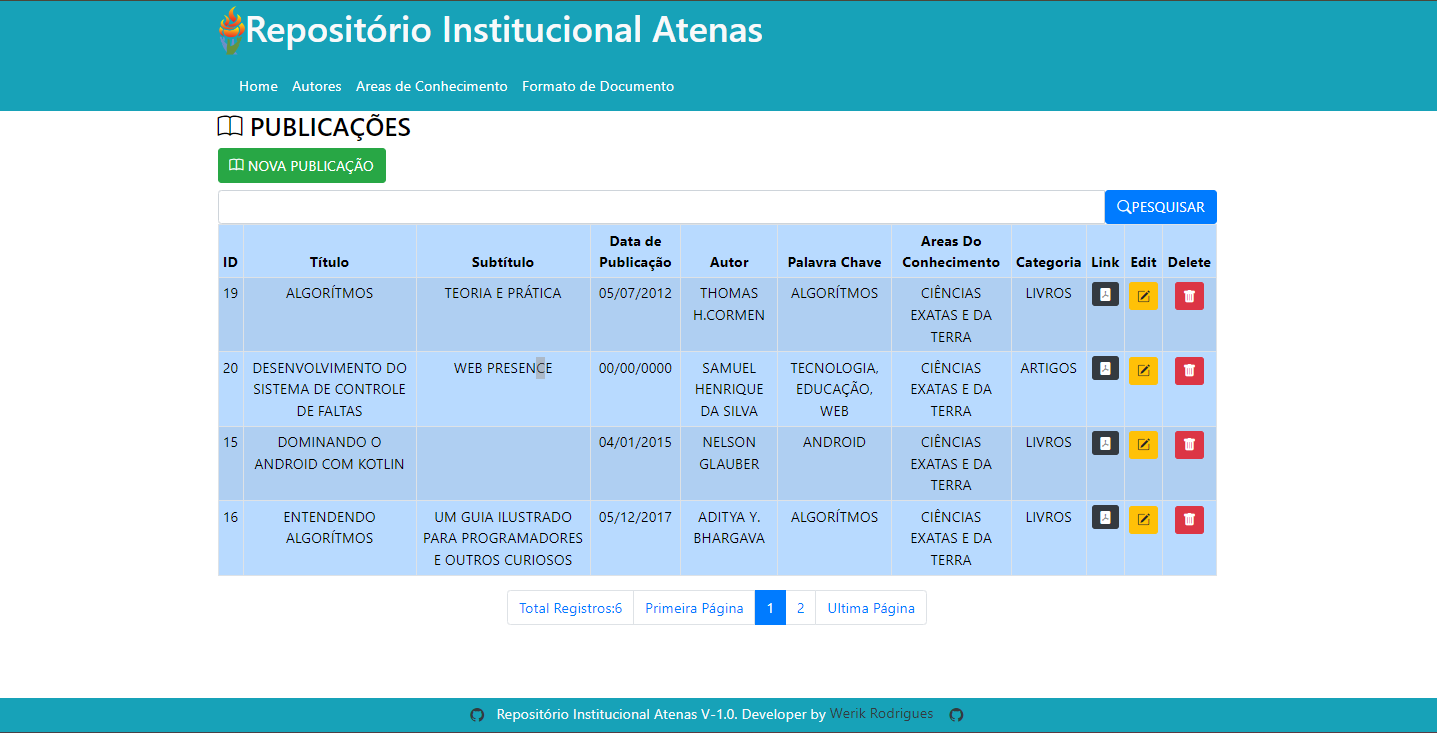 Repositório Institucional Atenas
Home Autores Areas de Conhecimento Formato de Documento
PUBLICAÇÕES
NOVA PUBLICAÇÃO
PESQUISAR
ID Título Subtítulo Data de Publicação Autor Palavra Chave Areas Do Conhecimento Categoria Link Edit Delete
19 ALGORÍTMOS TEORIA E PRÁTICA 05/07/2012 THOMAS H.CORMEN ALGORÍTMOS CIÊNCIAS EXATAS E DA TERRA LIVROS
20 DESENVOLVIMENTO DO SISTEMA DE CONTROLE DE FALTAS WEB PRESENCE 00/00/0000 SAMUEL HENRIQUE DA SILVA TECNOLOGIA, EDUCAÇÃO, WEB CIÊNCIAS EXATAS E DA TERRA ARTIGOS
15 DOMINANDO O ANDROID COM KOTLIN 04/01/2015 NELSON GLAUBER ANDROID CIÊNCIAS EXATAS E DA TERRA LIVROS
16 ENTENDENDO ALGORÍTMOS UM GUIA ILUSTRADO PARA PROGRAMADORES E OUTROS CURIOSOS 05/12/2017 ADITYA Y. BHARGAVA ALGORÍTMOS CIÊNCIAS EXATAS E DA TERRA LIVROS
Total Registros:6 Primeira Página 1 2 Ultima Página
Repositório Institucional Atenas V-1.0. Developer by Werik Rodrigues